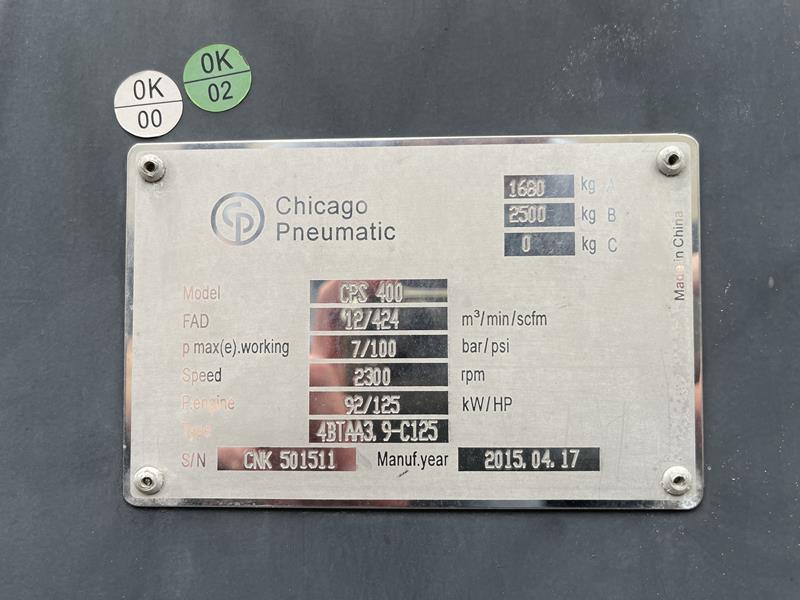 OK
00
OK
02
CP
Chicago
Pneumatic
1680 kg A
2500 kg B
0 kg C
Made in China
Model CPS 400
FAD 12/424 m³/min/scfm
p max(e).working 7/100 bar/psi
Speed 2300 rpm
P.engine 92/125 kW/HP
Type 4BTAA3.9-C125
S/N CNK 501511 Manuf.year 2015.04.17